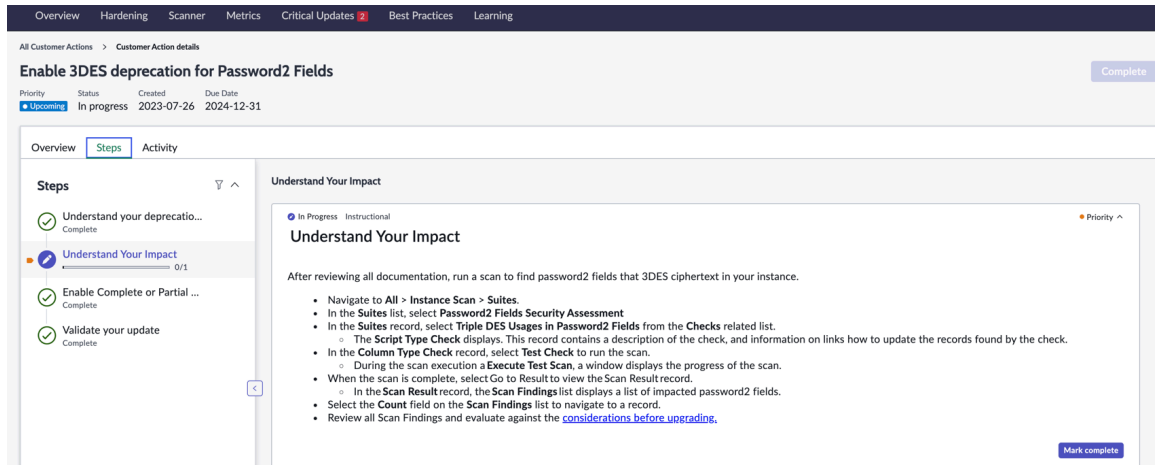 Overview Hardening Scanner Metrics Critical Updates 2 Best Practices Learning
All Customer Actions > Customer Action details
Enable 3DES deprecation for Password2 Fields
Complete
Priority Status Created Due Date
Upcoming In progress 2023-07-26 2024-12-31
Overview Steps Activity
Steps
Understand your deprecatio...
Complete
Understand Your Impact
0/1
Enable Complete or Partial ...
Complete
Validate your update
Complete
Understand Your Impact
In Progress Instructional
Priority
Understand Your Impact
After reviewing all documentation, run a scan to find password2 fields that 3DES ciphertext in your instance.
• Navigate to All > Instance Scan > Suites.
• In the Suites list, select Password2 Fields Security Assessment
• In the Suites record, select Triple DES Usages in Password2 Fields from the Checks related list.
◦ The Script Type Check displays. This record contains a description of the check, and information on links how to update the records found by the check.
• In the Column Type Check record, select Test Check to run the scan.
◦ During the scan execution a Execute Test Scan, a window displays the progress of the scan.
• When the scan is complete, select Go to Result to view the Scan Result record.
◦ In the Scan Result record, the Scan Findings list displays a list of impacted password2 fields.
• Select the Count field on the Scan Findings list to navigate to a record.
• Review all Scan Findings and evaluate against the considerations before upgrading.
Mark complete